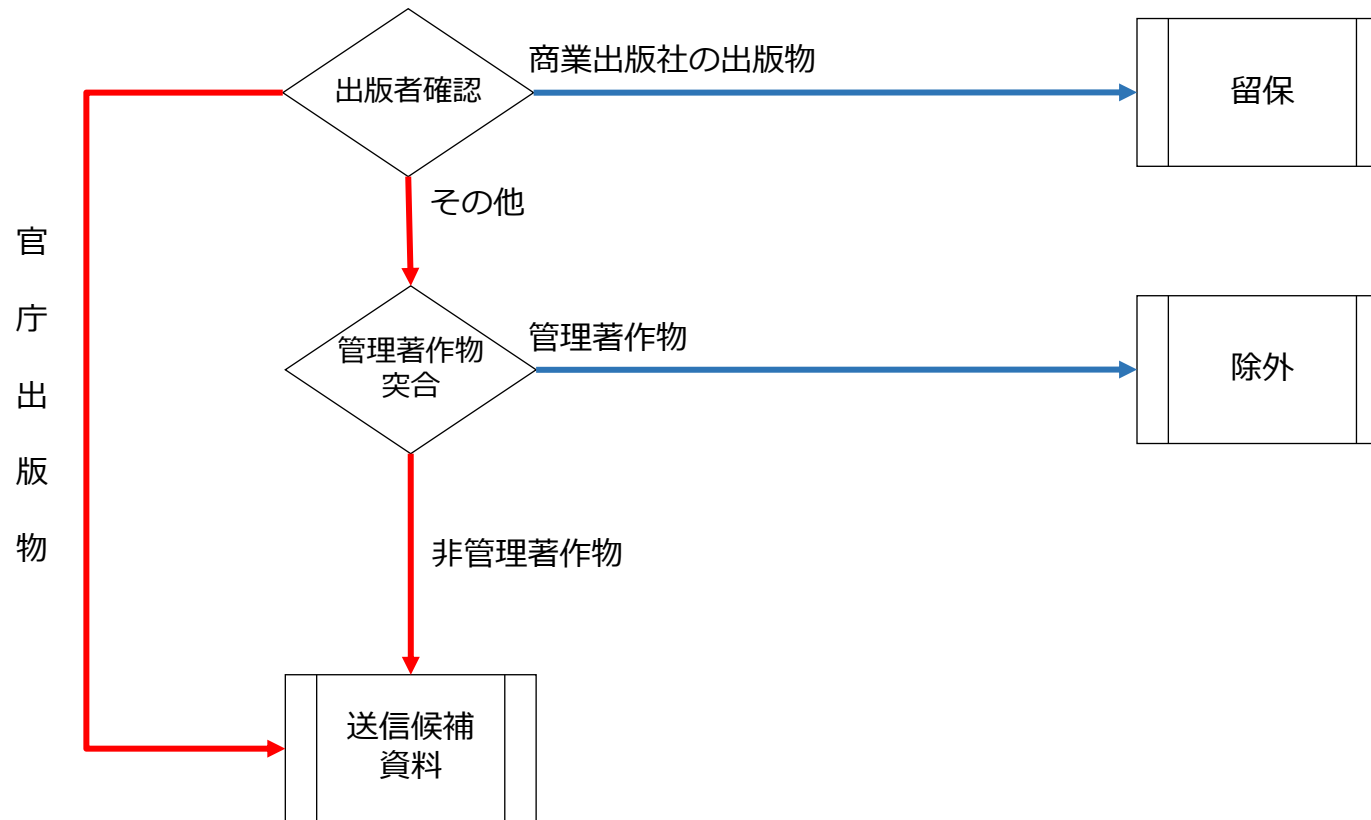 出版者確認
商業出版社の出版物
留保
その他
官庁出版物
管理著作物
突合
管理著作物
除外
非管理著作物
送信候補
資料